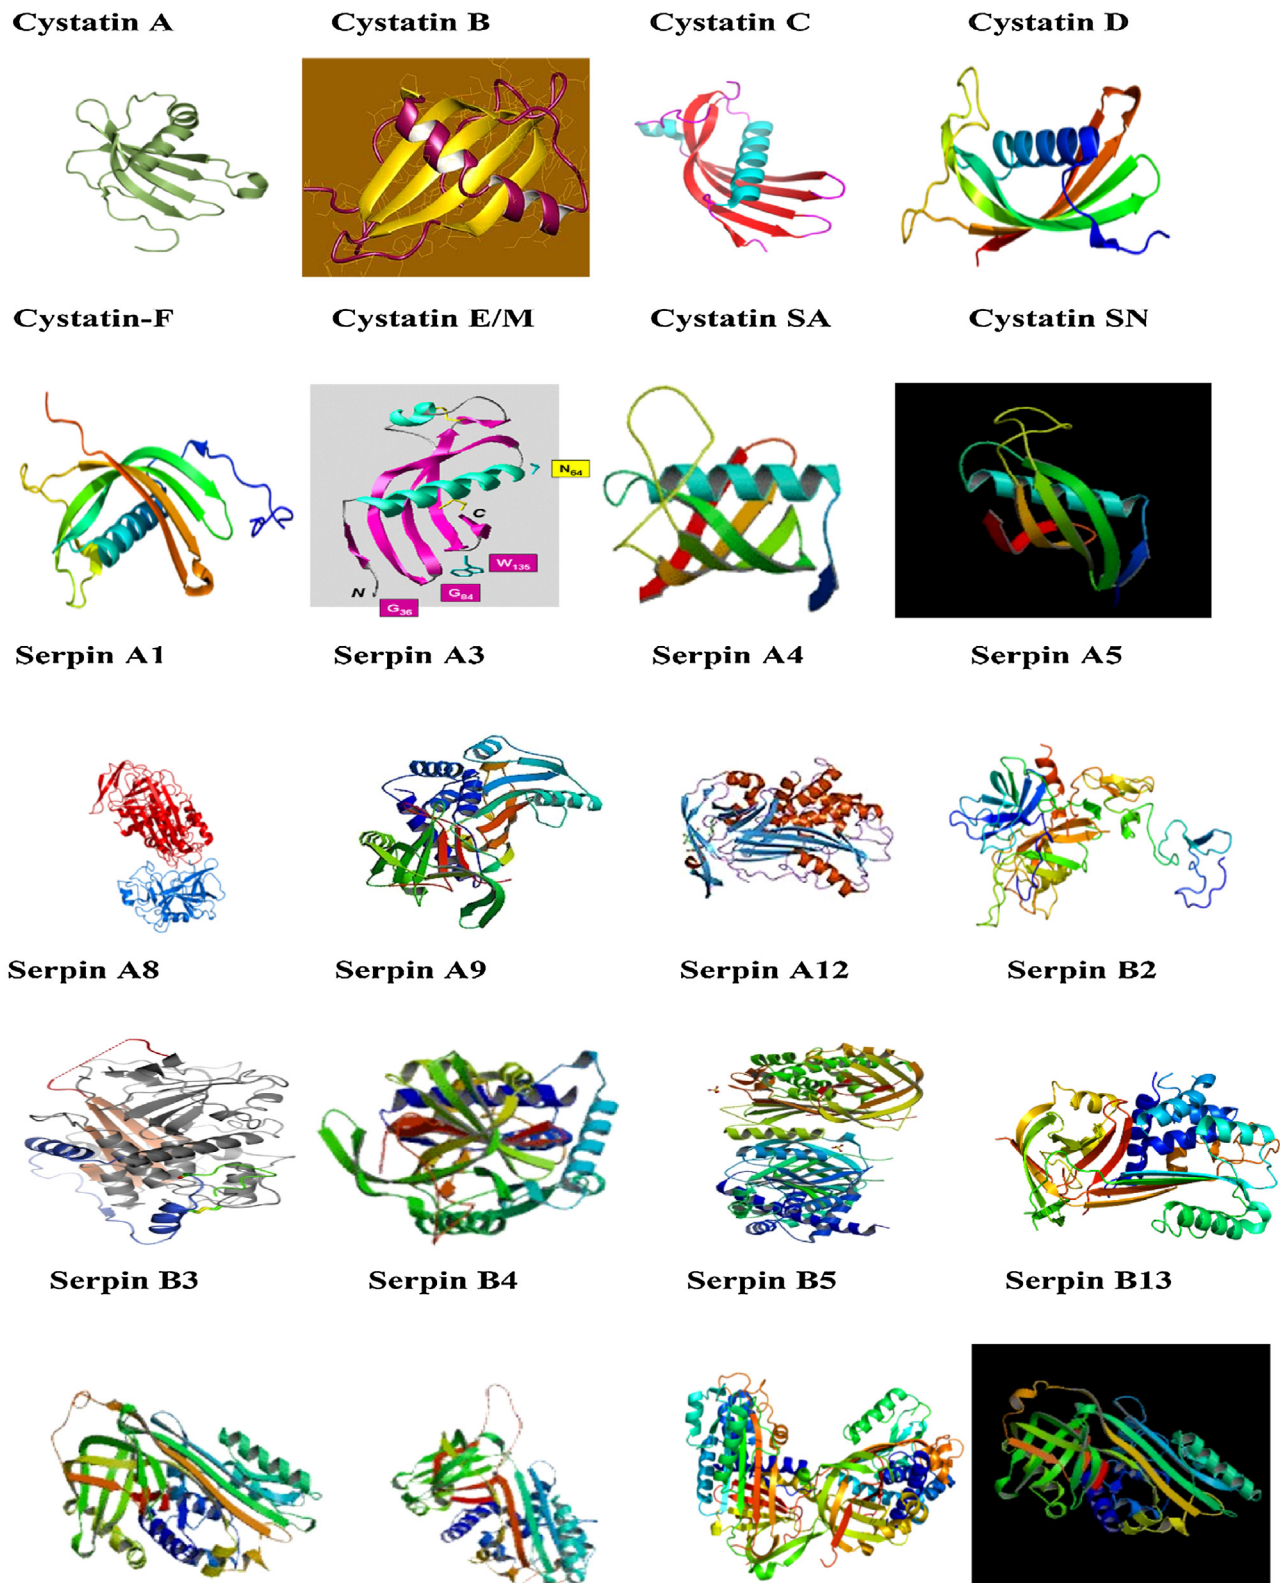 Cystatin A Cystatin B Cystatin C Cystatin D
Cystatin-F Cystatin E/M Cystatin SA Cystatin SN
N64
C
W135
G84
N
G36
Serpin A1 Serpin A3 Serpin A4 Serpin A5
Serpin A8 Serpin A9 Serpin A12 Serpin B2
Serpin B3 Serpin B4 Serpin B5 Serpin B13